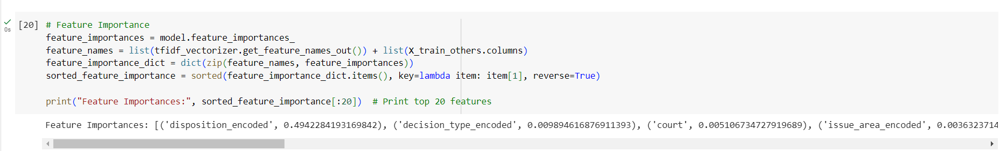 [20] # Feature Importance
feature_importances = model.feature_importances_
feature_names = list(tfidf_vectorizer.get_feature_names_out()) + list(X_train_others.columns)
feature_importance_dict = dict(zip(feature_names, feature_importances))
sorted_feature_importance = sorted(feature_importance_dict.items(), key=lambda item: item[1], reverse=True)
print("Feature Importances:", sorted_feature_importance[:20])  # Print top 20 features
0s
Feature Importances: [('disposition_encoded', 0.4942284193169842), ('decision_type_encoded', 0.009894616876911393), ('court', 0.005106734727919689), ('issue_area_encoded', 0.0036323714